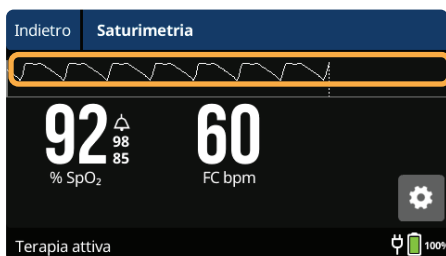 Indietro Saturimetria
92 98 85 60
% SpO₂ FC bpm
Terapia attiva 100%